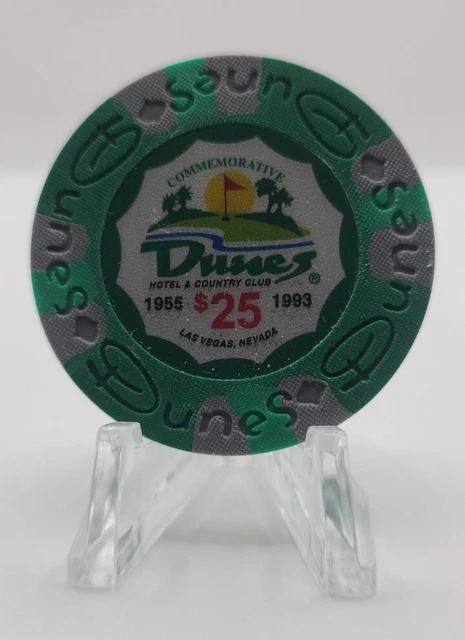 COMMEMORATIVE
Dunes®
HOTEL & COUNTRY CLUB
1955 $25 1993
LAS VEGAS, NEVADA
Dunes
Dunes
Dunes
Dunes